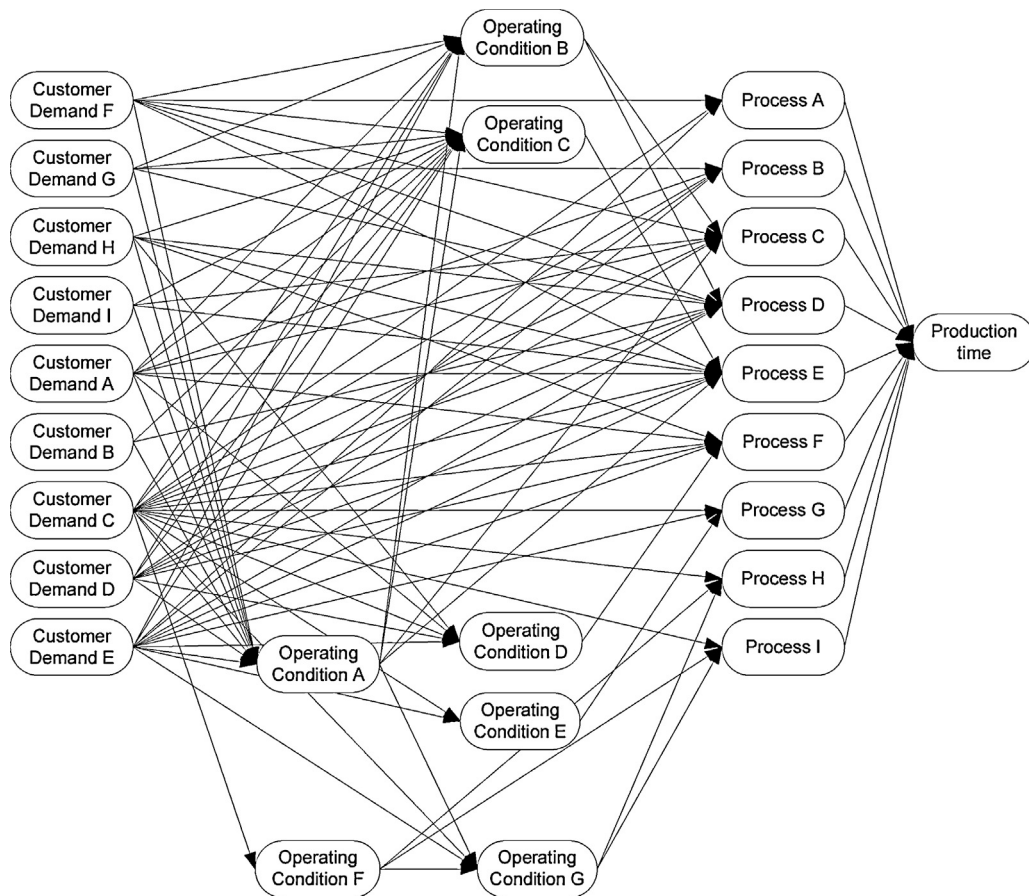 Customer
Demand F
Customer
Demand G
Customer
Demand H
Customer
Demand I
Customer
Demand A
Customer
Demand B
Customer
Demand C
Customer
Demand D
Customer
Demand E
Operating
Condition B
Operating
Condition C
Operating
Condition A
Operating
Condition D
Operating
Condition E
Operating
Condition F
Operating
Condition G
Process A
Process B
Process C
Process D
Process E
Process F
Process G
Process H
Process I
Production
time